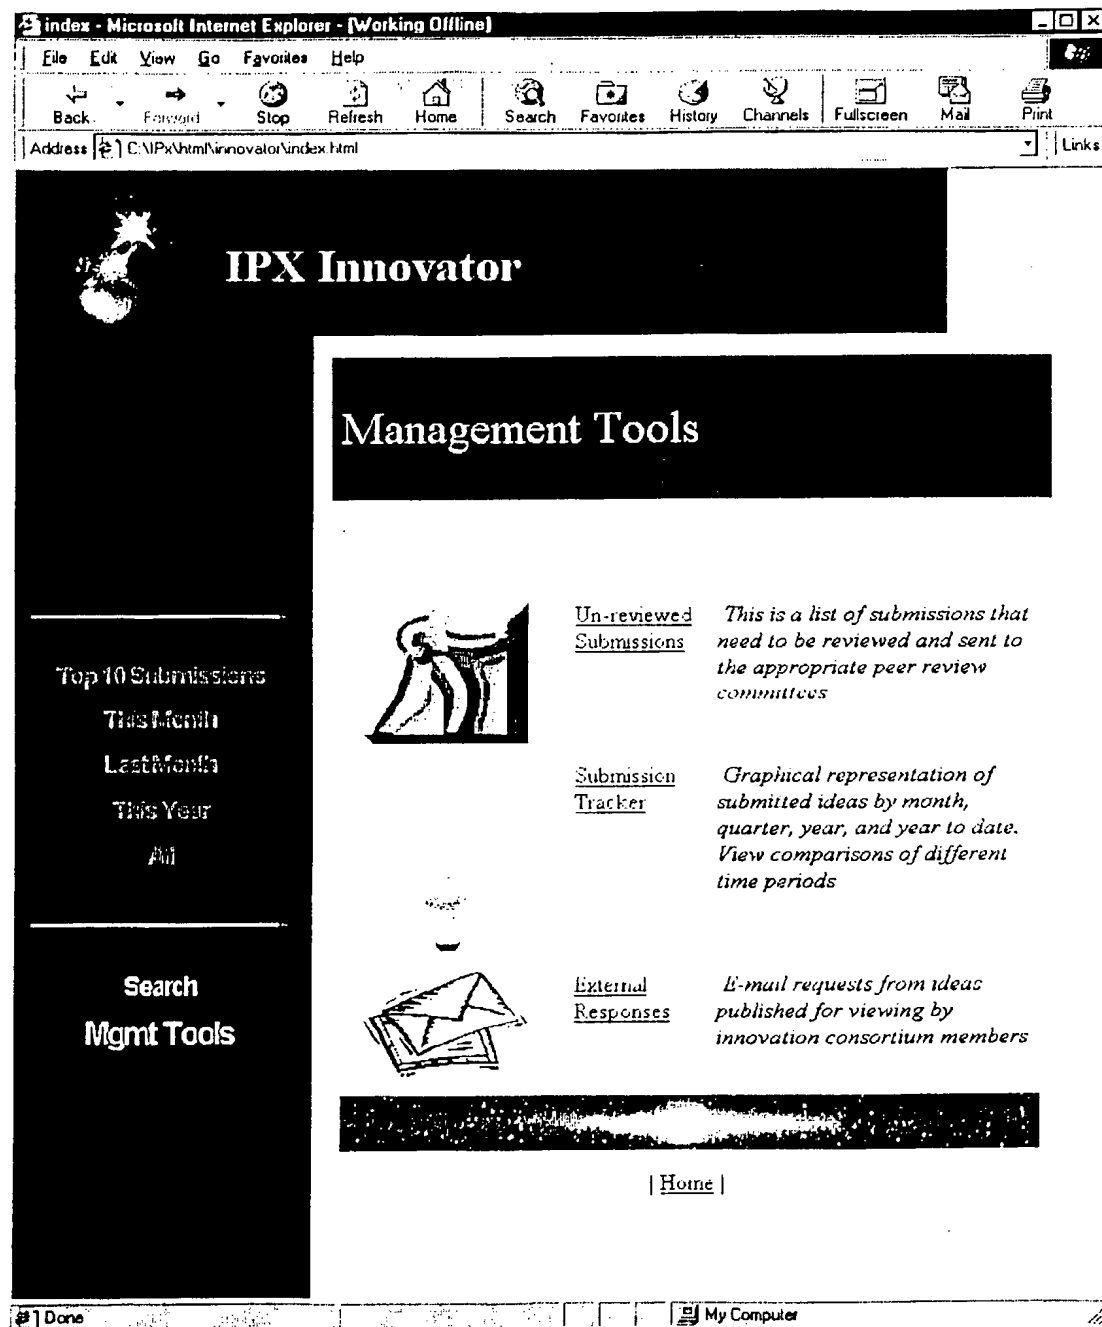 index - Microsoft Internet Explorer - [Working Offline]
File Edit View Go Favorites Help
Back Forward Stop Refresh Home Search Favorites History Channels Fullscreen Mail Print
Address C:\IPx\html\innovator\index.html Links
IPX Innovator
Management Tools
Un-reviewed Submissions
This is a list of submissions that
need to be reviewed and sent to
the appropriate peer review
committees
Top 10 Submissions
This Month
Last Month
This Year
All
Submission Tracker
Graphical representation of
submitted ideas by month,
quarter, year, and year to date.
View comparisons of different
time periods
Search
Mgmt Tools
External Responses
E-mail requests from ideas
published for viewing by
innovation consortium members
| Home |
Done My Computer